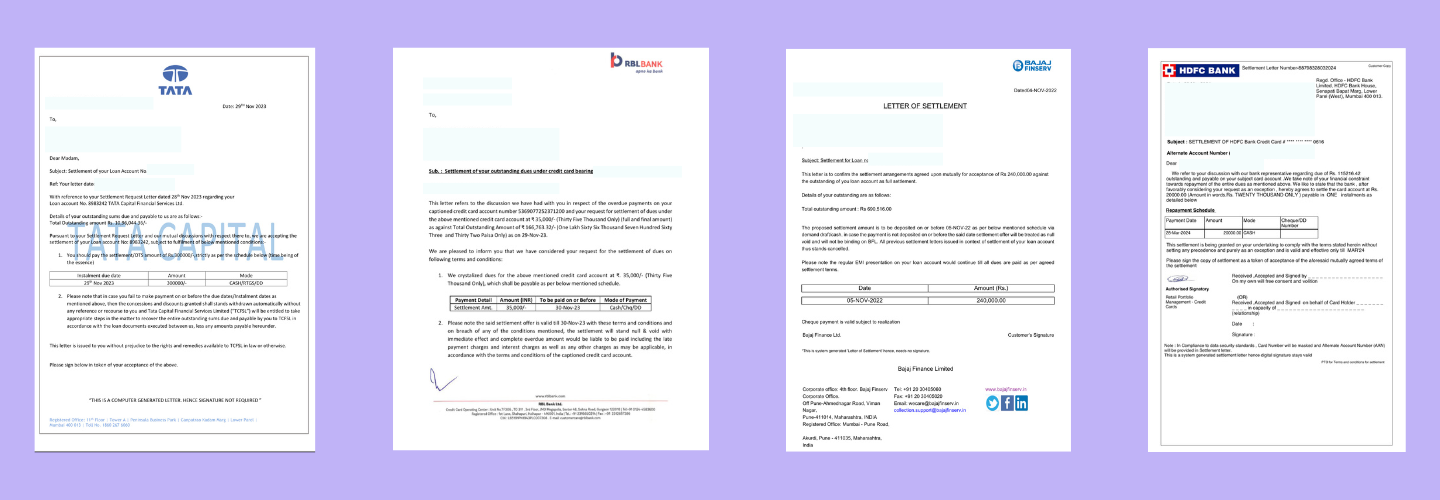 TATA
Date: 29th Nov 2023
To,
Dear Madam,
Subject: Settlement of your Loan Account No
Ref: Your letter date:
With reference to your Settlement Request Letter dated 28th Nov 2023 regarding your
Loan account No. 8983242 TATA Capital Financial Services Ltd.
Details of your outstanding sums due and payable to us are as follows:-
Total Outstanding amount Rs.
TATA CAPITAL
Pursuant to your Settlement Request Letter and our mutual discussions with respect there to, we are accepting the
settlement of your Loan account No: 8983242, subject to fulfilment of below mentioned conditions:-
1. You should pay the settlement/OTS amount of Rs.300000/- strictly as per the schedule below (time being of
the essence)
Instalment due date Amount Mode
29th Nov 2023 300000/- CASH/RTGS/DD
2. Please note that in case you fail to make payment on or before the due dates/instalment dates as
mentioned above, then the concessions and discounts granted shall stands withdrawn automatically without
any reference or recourse to you and Tata Capital Financial Services Limited ("TCFSL") will be entitled to take
appropriate steps in the matter to recover the entire outstanding sums due and payable by you to TCFSL in
accordance with the loan documents executed between us, less any amounts payable hereunder.
This letter is issued to you without prejudice to the rights and remedies available to TCFSL in law or otherwise.
Please sign below in token of your acceptance of the above.
"THIS IS A COMPUTER GENERATED LETTER, HENCE SIGNATURE NOT REQUIRED"
RBLBANK
apno ka bank
To,
Sub. : Settlement of your outstanding dues under credit card bearing
This letter refers to the discussion we have had with you in respect of the overdue payments on your
captioned credit card account number 5369077252371200 and your request for settlement of dues under
the above mentioned credit card account at ₹ 35,000/- (Thirty Five Thousand Only) (full and final amount)
as against Total Outstanding Amount of ₹166,763.32/- (One Lakh Sixty Six Thousand Seven Hundred Sixty
Three and Thirty Two Paisa Only) as on 29-Nov-23.
We are pleased to inform you that we have considered your request for the settlement of dues on
following terms and conditions:
1. We crystallized dues for the above mentioned credit card account at ₹. 35,000/- (Thirty Five
Thousand Only), which shall be payable as per below mentioned schedule.
Payment Detail Amount (INR) To be paid on or Before Mode of Payment
Settlement Amt. 35,000/- 30-Nov-23 Cash/Chq/DD
2. Please note the said settlement offer is valid till 30-Nov-23 with these terms and conditions and
on breach of any of the conditions mentioned, the settlement will stand null & void with
immediate effect and complete overdue amount would be liable to be paid including the late
payment charges and interest charges as well as any other charges as may be applicable, in
accordance with the terms and conditions of the captioned credit card account.
www.rblbank.com
RBL Bank Ltd.
BAJAJ
FINSERV
Dated04-NOV-2022
LETTER OF SETTLEMENT
Subject: Settlement for Loan no
This letter is to confirm the settlement arrangements agreed upon mutually for acceptance of Rs 240,000.00 against
the outstanding of you loan account as full settlement.
Details of your outstanding are as follows:
Total outstanding amount : Rs 690,516.00
The proposed settlement amount is to be deposited on or before 05-NOV-22 as per below mentioned schedule via
demand draft/cash. in case the payment is not deposited on or before the said date settlement offer will be treated as null
void and will not be binding on BFL. All previous settlement letters issued in context of settlement of your loan account
thus stands cancelled.
Please note the regular EMI presentation on your loan account would continue till all dues are paid as per agreed
settlement terms.
Date Amount (Rs.)
05-NOV-2022 240,000.00
Cheque payment is valid subject to realization
Bajaj Finance Ltd. Customer's Signature
*This is system generated 'Letter of Settlement' hence, needs no signature.
Bajaj Finance Limited
Corporate office: 4th floor, Bajaj Finserv
Corporate Office.
Off Pune-Ahmednagar Road, Viman
Nagar,
Pune-411014, Maharashtra, INDIA.
Registered Office: Mumbai - Pune Road,
Akurdi, Pune - 411035, Maharashtra,
India
Tel: +91 20 30405060
Fax: +91 20 30405020
Email: wecare@bajajfinserv.in
collection.support@bajajfinserv.in
www.bajajfinserv.in
HDFC BANK
Settlement Letter Number-88798328032024
Customer Copy
Regd. Office - HDFC Bank
Limited, HDFC Bank House,
Senapati Bapat Marg, Lower
Parel (West), Mumbai 400 013.
Subject : SETTLEMENT OF HDFC Bank Credit Card # **** **** **** 0816
Alternate Account Number (
Dear
We refer to your discussion with our bank representative regarding due of Rs. 115216.42
outstanding and payable on your subject card account .We take note of your financial constraint
towards repayment of the entire dues as mentioned above. We like to state that the bank , after
favorably considering your request as an exception , hereby agrees to settle the card account at Rs.
20000.00 (Amount in words Rs. TWENTY THOUSAND ONLY ) payable in -ONE instalments as
detailed below
Repayment Schedule
Payment Date Amount Mode Cheque/DD
Number
28-Mar-2024 20000.00 CASH
This settlement is being granted on your undertaking to comply with the terms stated herein without
setting any precedence and purely as an exception and is valid and effective till MAR'24
Please sign the copy of settlement as a token of acceptance of the aforesaid mutually agreed terms of
the settlement
Authorised Signatory
Retail Portfolio
Management - Credit
Cards
Received ,Accepted and Signed by
On my own with free consent and volition
(OR)
Received ,Accepted and Signed on behalf of Card Holder
in capacity of
(relationship)
Date :
Signature :
Note : In Compliance to data security standards , Card Number will be masked and Alternate Account Number (AAN)
will be provided in Settlement letter.
This is a system generated settlement letter hence digital signature stays valid
PTO for Terms and conditions for settlement